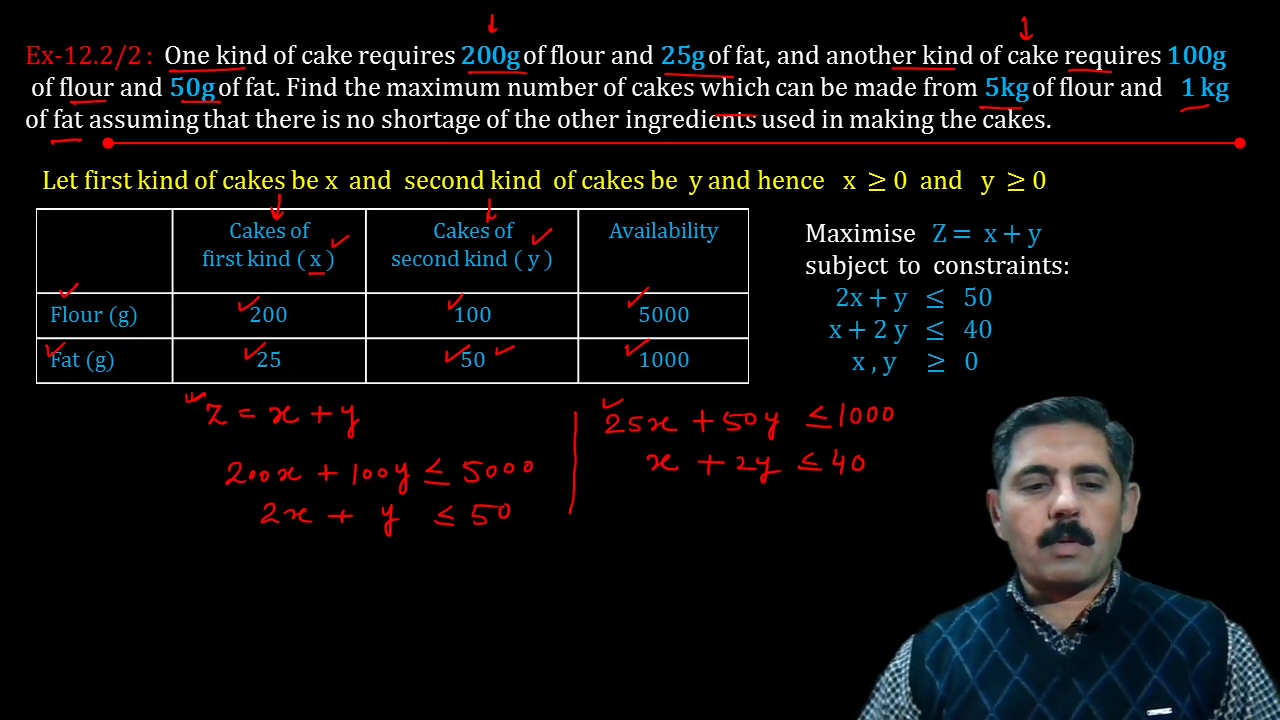 Ex-12.2/2 : One kind of cake requires 200g of flour and 25g of fat, and another kind of cake requires 100g
of flour and 50g of fat. Find the maximum number of cakes which can be made from 5kg of flour and 1 kg
of fat assuming that there is no shortage of the other ingredients used in making the cakes.
Let first kind of cakes be x and second kind of cakes be y and hence x ≥ 0 and y ≥ 0
Cakes of first kind ( x ) Cakes of second kind ( y ) Availability
Flour (g) 200 100 5000
Fat (g) 25 50 1000
Maximise Z = x + y
subject to constraints:
2x + y ≤ 50
x + 2 y ≤ 40
x , y ≥ 0
Z = x + y
200x + 100y ≤ 5000
2x + y ≤ 50
25x + 50y ≤ 1000
x + 2y ≤ 40